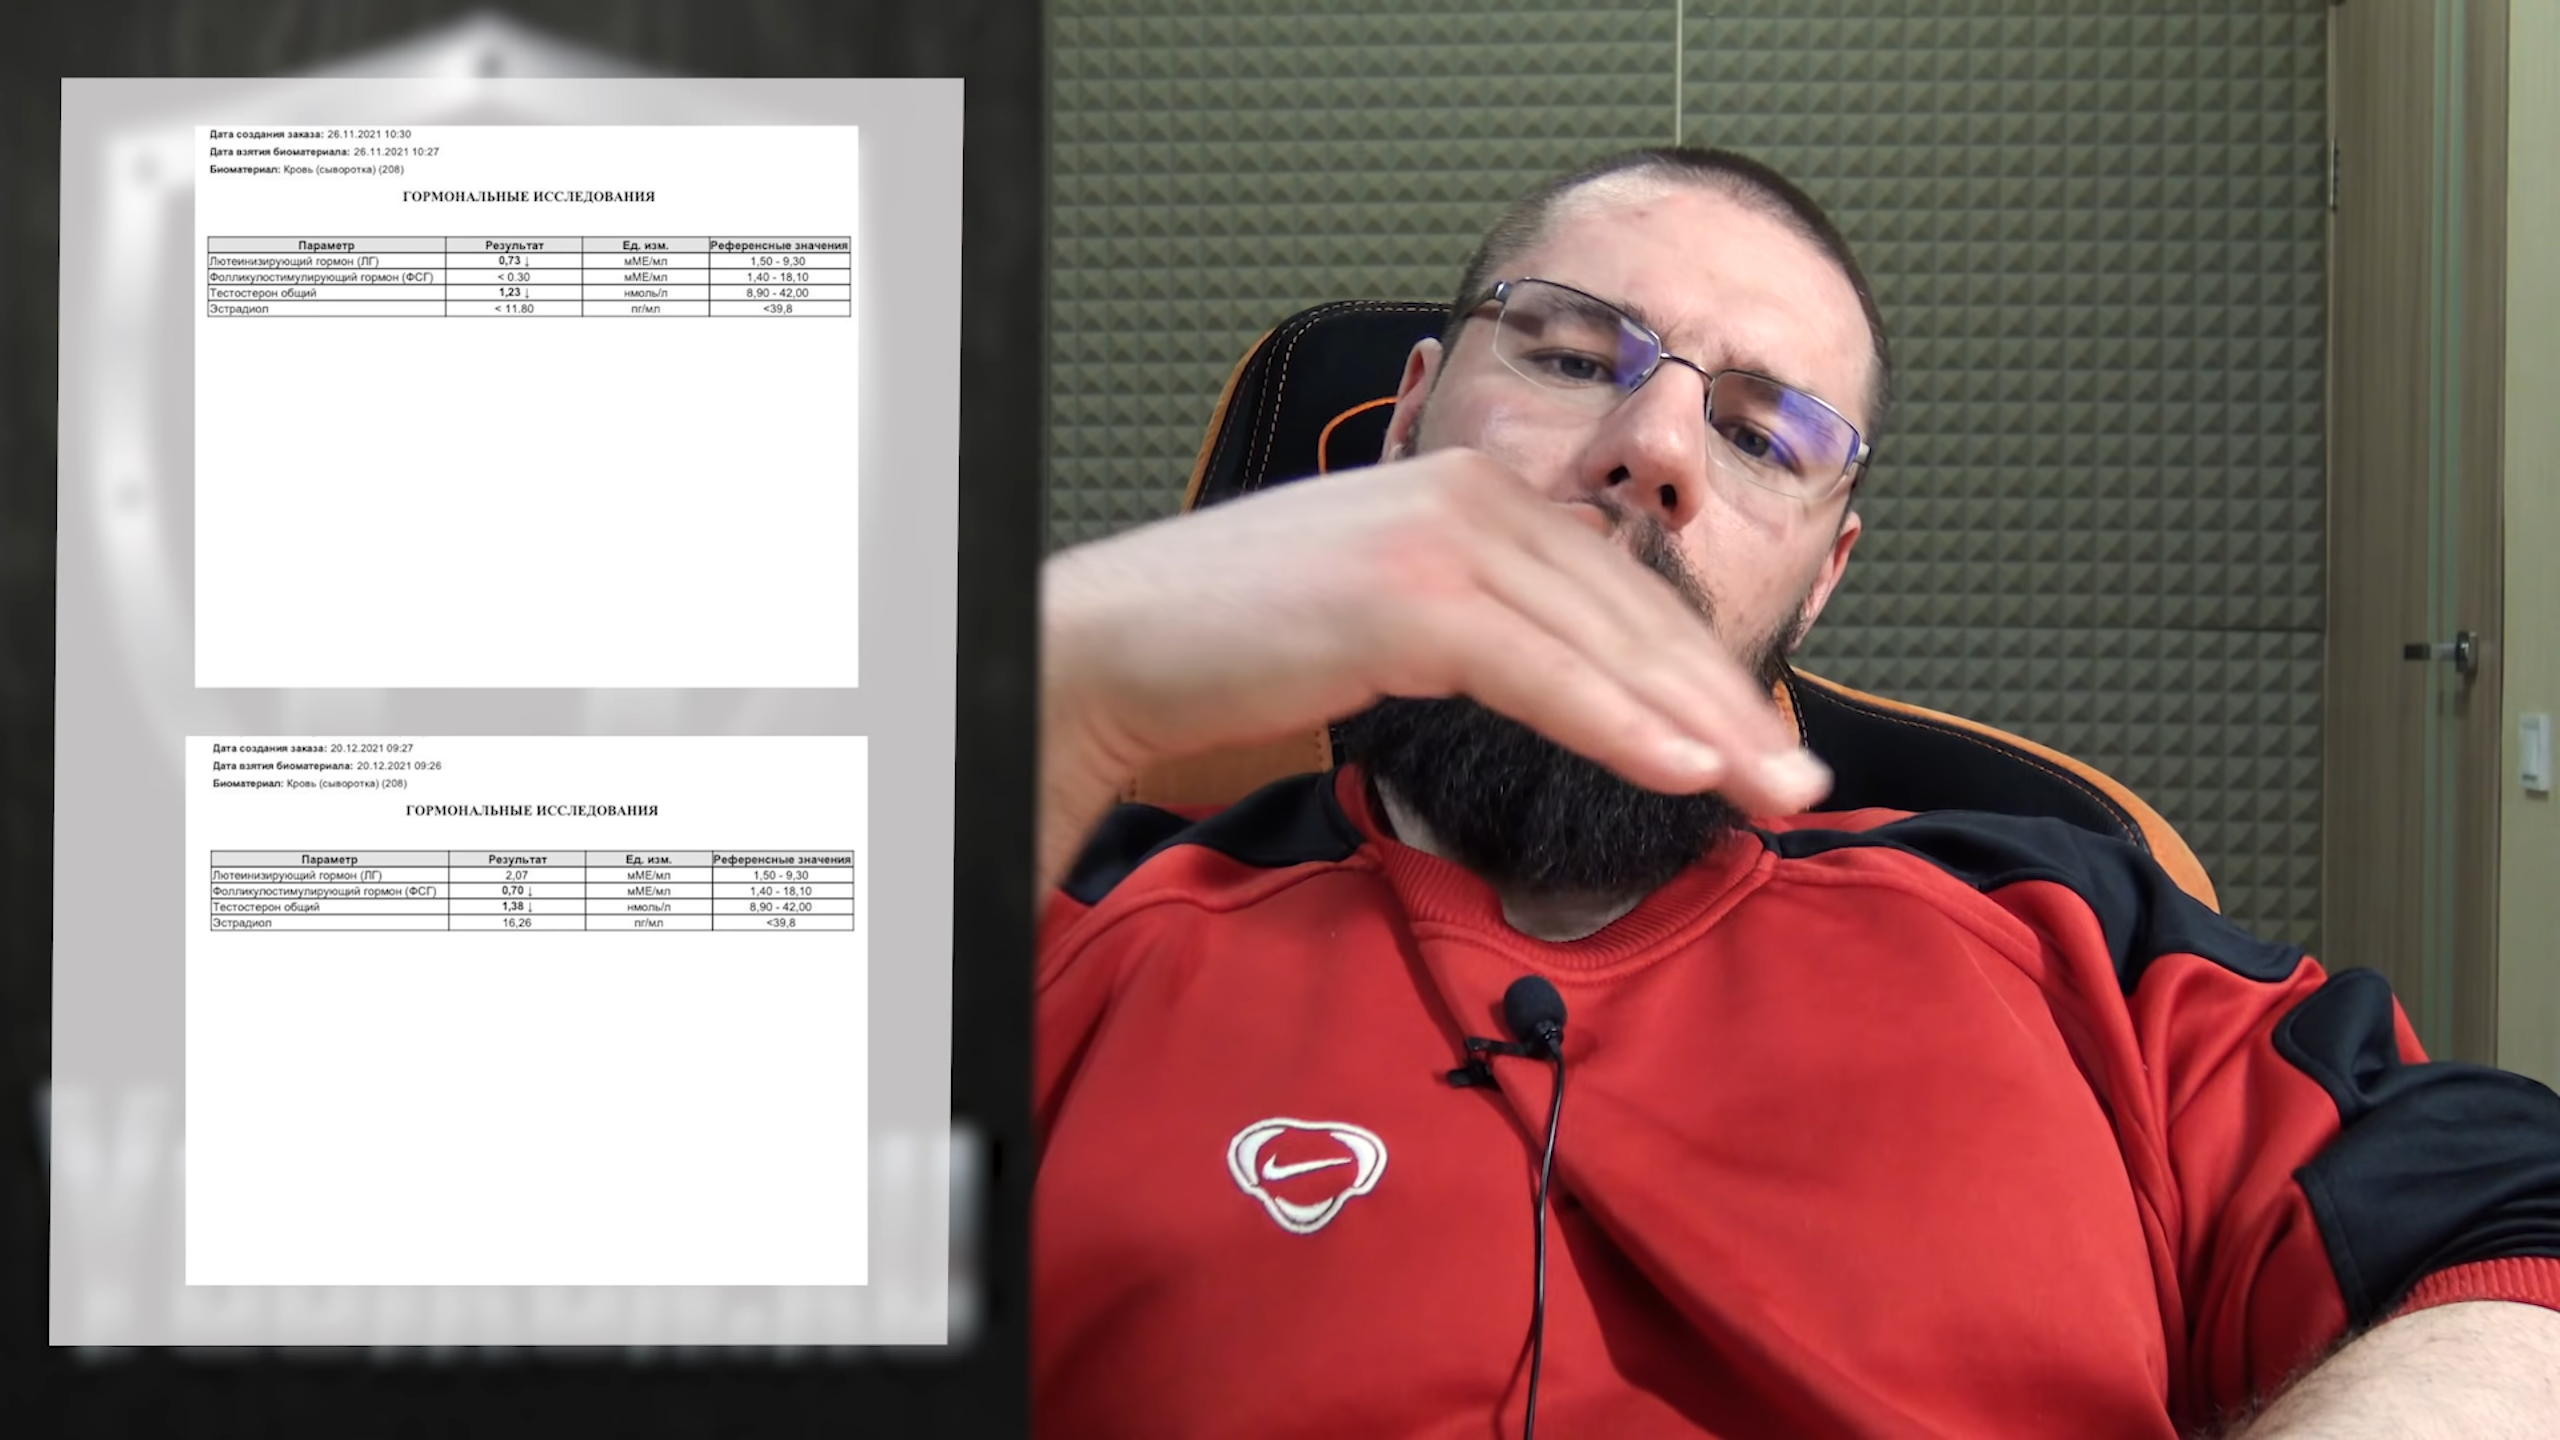 Дата создания заказа: 26.11.2021 10:30
Дата взятия биоматериала: 26.11.2021 10:27
Биоматериал: Кровь (сыворотка) (208)
ГОРМОНАЛЬНЫЕ ИССЛЕДОВАНИЯ
Параметр Результат Ед. изм. Референсные значения
Лютеинизирующий гормон (ЛГ) 0,73 ↓ мМЕ/мл 1,50 - 9,30
Фолликулостимулирующий гормон (ФСГ) < 0.30 мМЕ/мл 1,40 - 18,10
Тестостерон общий 1,23 ↓ нмоль/л 8,90 - 42,00
Эстрадиол < 11.80 пг/мл <39,8
Дата создания заказа: 20.12.2021 09:27
Дата взятия биоматериала: 20.12.2021 09:26
Биоматериал: Кровь (сыворотка) (208)
ГОРМОНАЛЬНЫЕ ИССЛЕДОВАНИЯ
Параметр Результат Ед. изм. Референсные значения
Лютеинизирующий гормон (ЛГ) 2,07 мМЕ/мл 1,50 - 9,30
Фолликулостимулирующий гормон (ФСГ) 0,70 ↓ мМЕ/мл 1,40 - 18,10
Тестостерон общий 1,38 ↓ нмоль/л 8,90 - 42,00
Эстрадиол 16,26 пг/мл <39,8